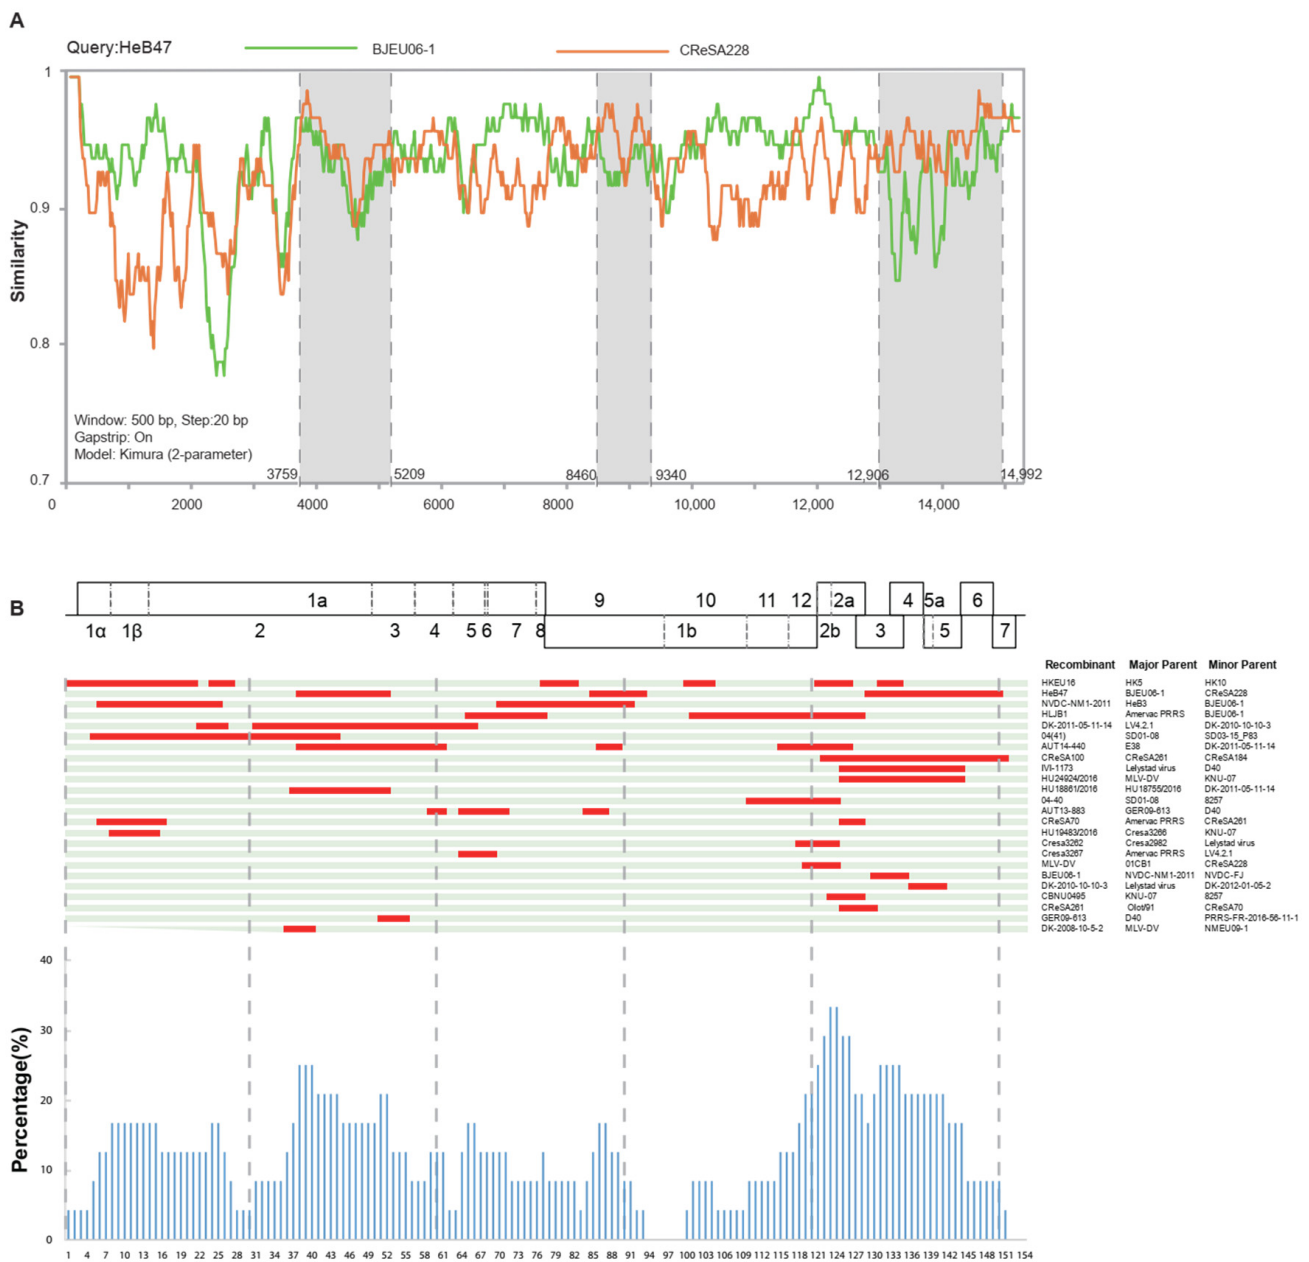 A
Query:HeB47 BJEU06-1 CReSA228
1
0.9
0.8
0.7
Similarity
Window: 500 bp, Step:20 bp
Gapstrip: On
Model: Kimura (2-parameter)
3759 5209 8460 9340 12,906 14,992
0 2000 4000 6000 8000 10,000 12,000 14,000
B
1a 9 10 11 12 2a 4 5a 6
1α 1β 2 3 4 5 6 7 8 1b 2b 3 5 7
Recombinant Major Parent Minor Parent
HKEU16 HK5 HK10
HeB47 BJEU06-1 CReSA228
NVDC-NM1-2011 HeB3 BJEU06-1
HLJB1 Amervac PRRS BJEU06-1
DK-2011-05-11-14 LV4.2.1 DK-2010-10-10-3
04(41) SD01-08 SD03-15_P83
AUT14-440 E38 DK-2011-05-11-14
CReSA100 CReSA261 CReSA184
IVI-1173 Lelystad virus D40
HU24924/2016 MLV-DV KNU-07
HU18861/2016 HU18755/2016 DK-2011-05-11-14
04-40 SD01-08 8257
AUT13-883 GER09-613 D40
CReSA70 Amervac PRRS CReSA261
HU19483/2016 Cresa3266 KNU-07
Cresa3262 Cresa2982 Lelystad virus
Cresa3267 Amervac PRRS LV4.2.1
MLV-DV 01CB1 CReSA228
BJEU06-1 NVDC-NM1-2011 NVDC-FJ
DK-2010-10-10-3 Lelystad virus DK-2012-01-05-2
CBNU0495 KNU-07 8257
CReSA261 Olot/91 CReSA70
GER09-613 D40 PRRS-FR-2016-56-11-1
DK-2008-10-5-2 MLV-DV NMEU09-1
40
30
20
10
0
Percentage(%)
1 4 7 10 13 16 19 22 25 28 31 34 37 40 43 46 49 52 55 58 61 64 67 70 73 76 79 82 85 88 91 94 97 100 103 106 109 112 115 118 121 124 127 130 133 136 139 142 145 148 151 154